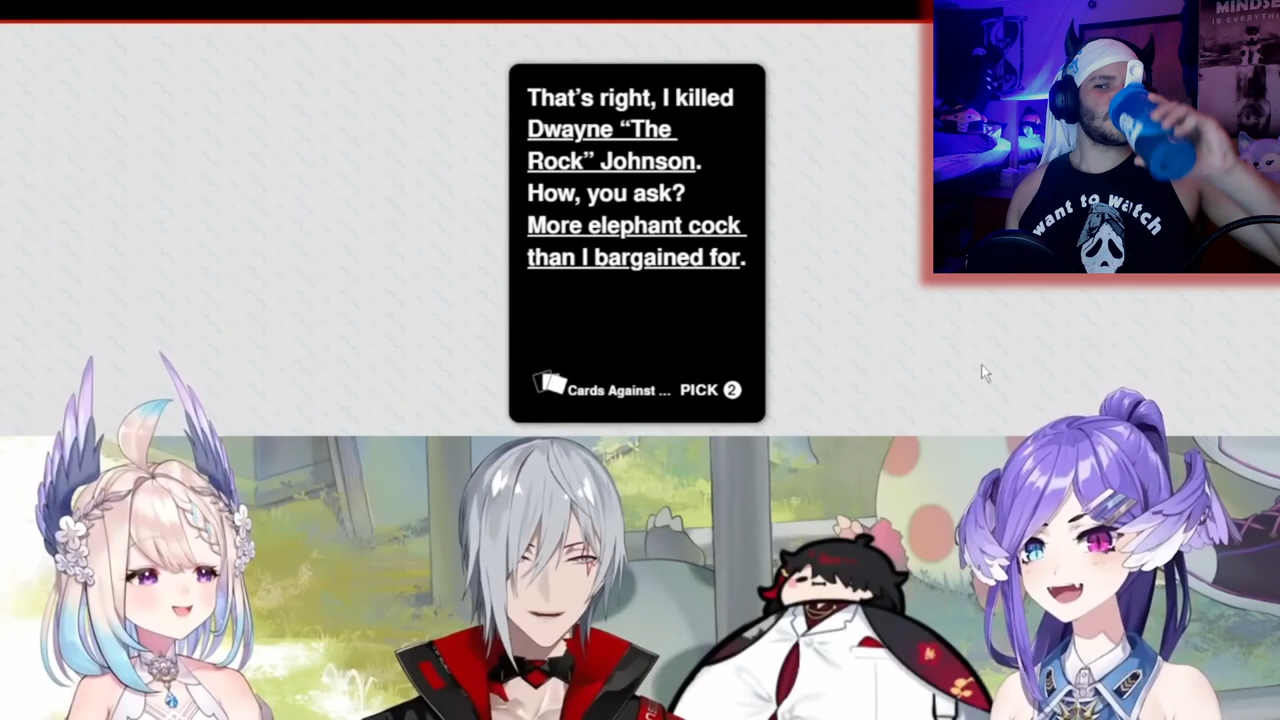 MINDSE
IS EVERYTH
That’s right, I killed
Dwayne “The
Rock” Johnson.
How, you ask?
More elephant cock
than I bargained for.
Cards Against ... PICK 2
want to watch